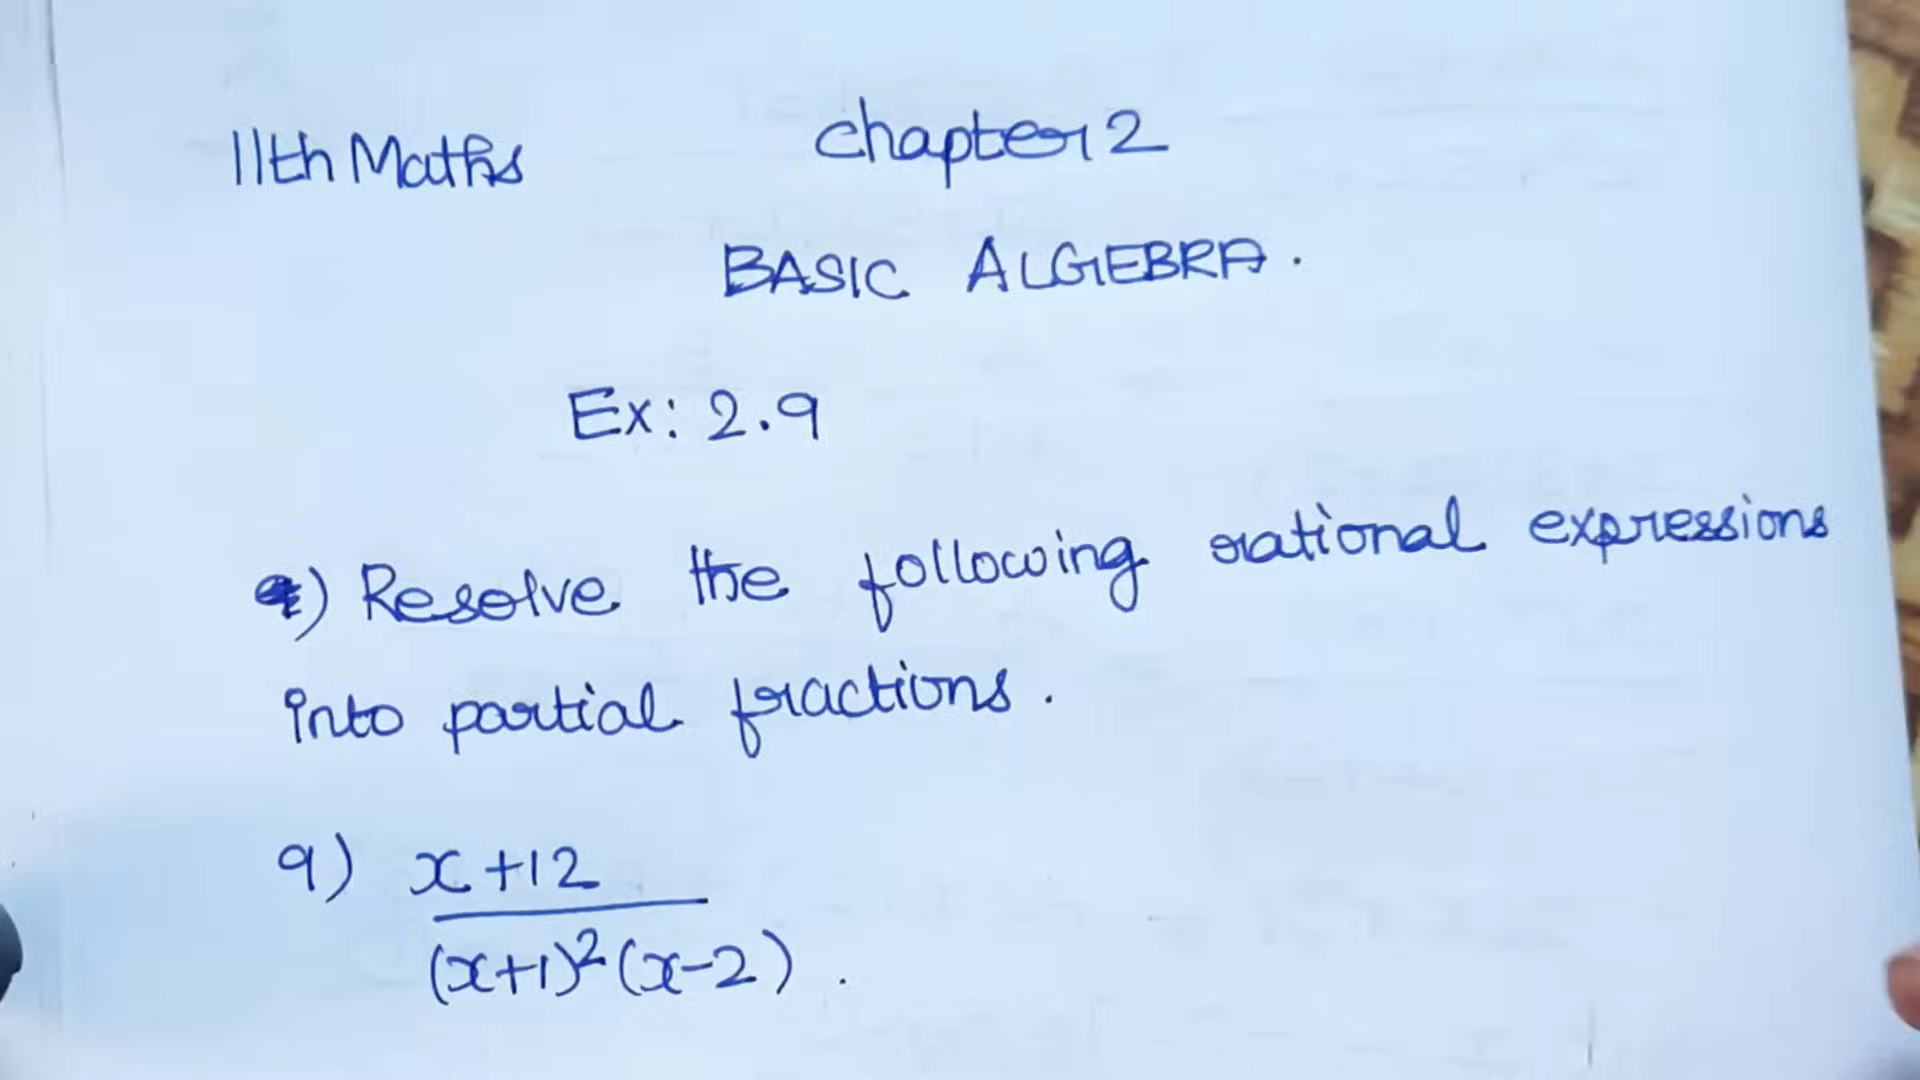 11th Maths
Chapter 2
BASIC ALGEBRA.
Ex: 2.9
) Resolve the following rational expressions
into partial fractions.
9) x+12
(x+1)²(x-2).